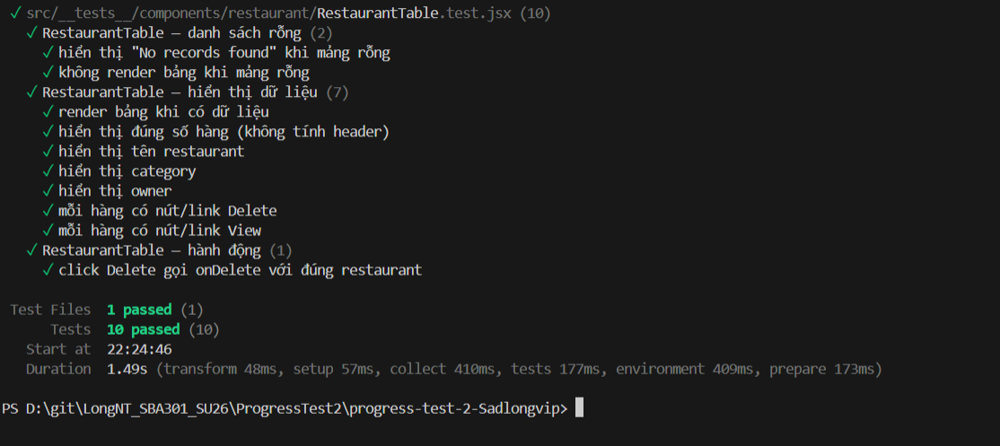 ✓ src/__tests__/components/restaurant/RestaurantTable.test.jsx (10)
✓ RestaurantTable — danh sách rỗng (2)
✓ hiển thị "No records found" khi mảng rỗng
✓ không render bảng khi mảng rỗng
✓ RestaurantTable — hiển thị dữ liệu (7)
✓ render bảng khi có dữ liệu
✓ hiển thị đúng số hàng (không tính header)
✓ hiển thị tên restaurant
✓ hiển thị category
✓ hiển thị owner
✓ mỗi hàng có nút/link Delete
✓ mỗi hàng có nút/link View
✓ RestaurantTable — hành động (1)
✓ click Delete gọi onDelete với đúng restaurant
Test Files 1 passed (1)
Tests 10 passed (10)
Start at 22:24:46
Duration 1.49s (transform 48ms, setup 57ms, collect 410ms, tests 177ms, environment 409ms, prepare 173ms)
PS D:\git\LongNT_SBA301_SU26\ProgressTest2\progress-test-2-Sadlongvip>